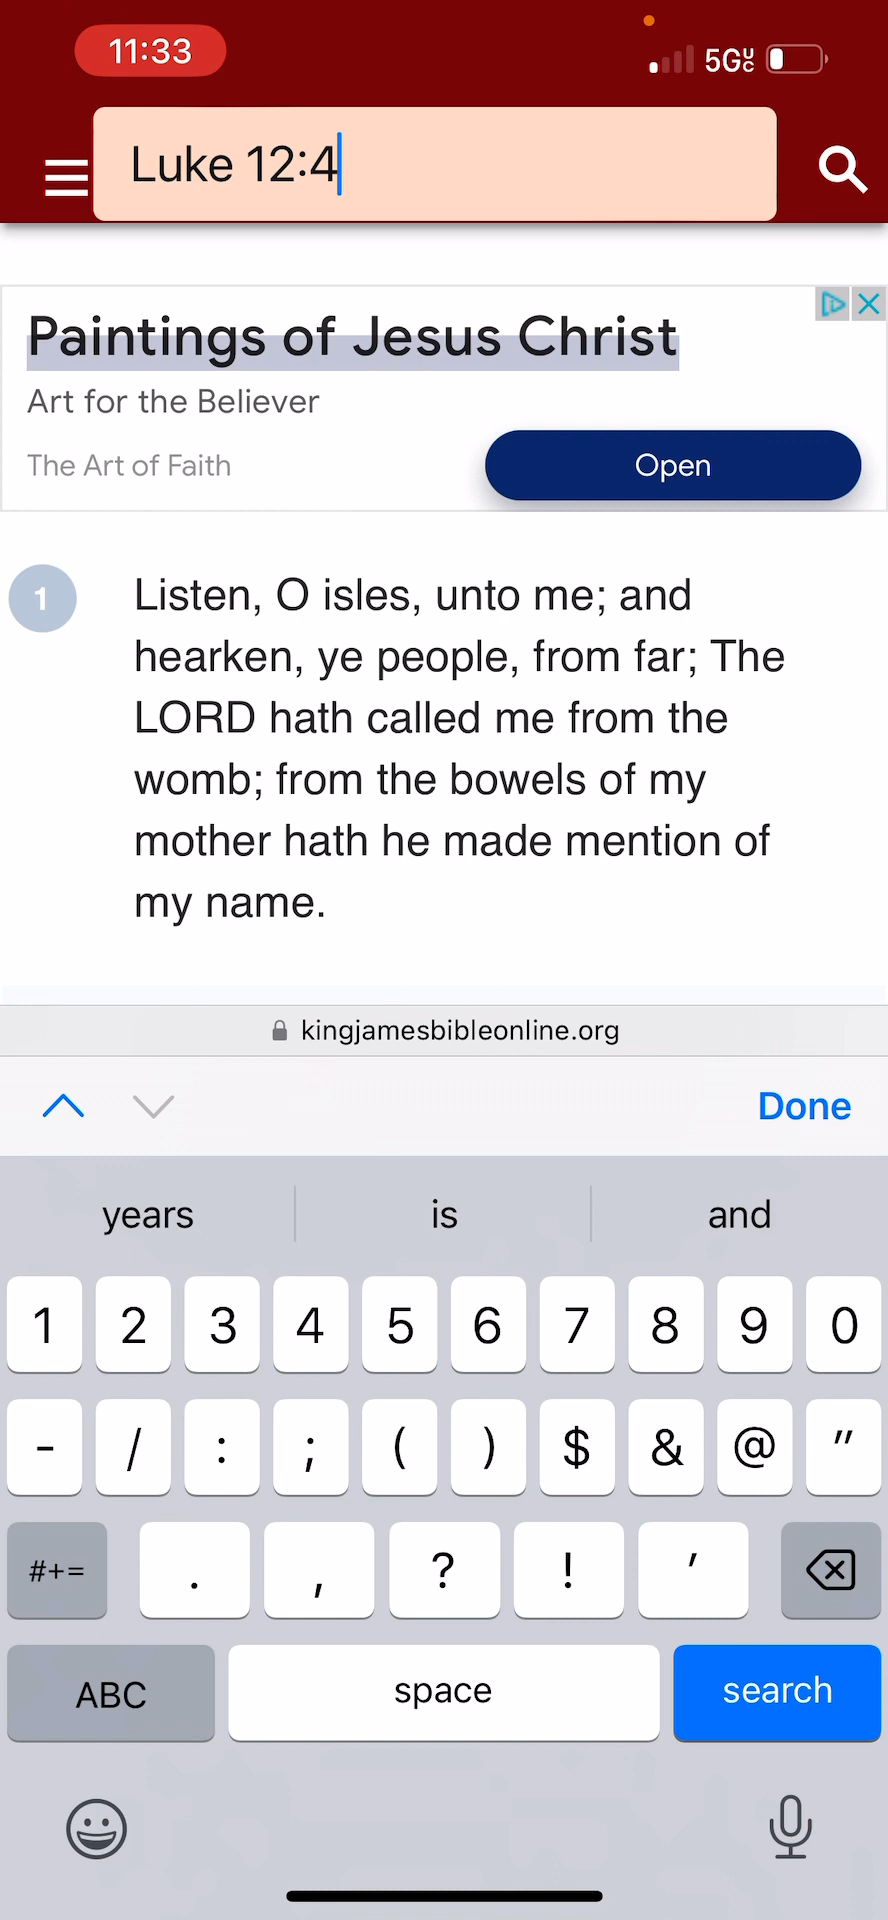 11:33
5GUC
Luke 12:4
Paintings of Jesus Christ
Art for the Believer
The Art of Faith
Open
1
Listen, O isles, unto me; and
hearken, ye people, from far; The
LORD hath called me from the
womb; from the bowels of my
mother hath he made mention of
my name.
kingjamesbibleonline.org
Done
years is and
1 2 3 4 5 6 7 8 9 0
- / : ; ( ) $ & @ "
#+= . , ? ! '
ABC space search